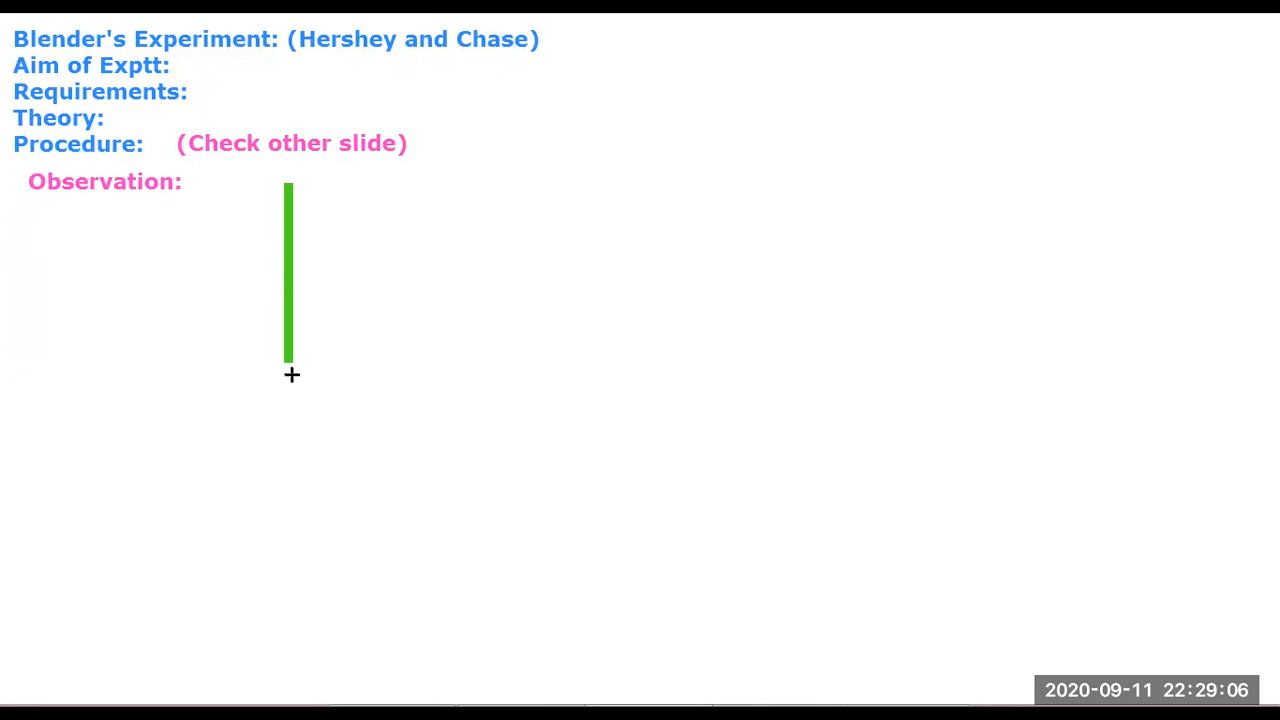 Blender's Experiment: (Hershey and Chase)
Aim of Exptt:
Requirements:
Theory:
Procedure: (Check other slide)
Observation:
2020-09-11 22:29:06